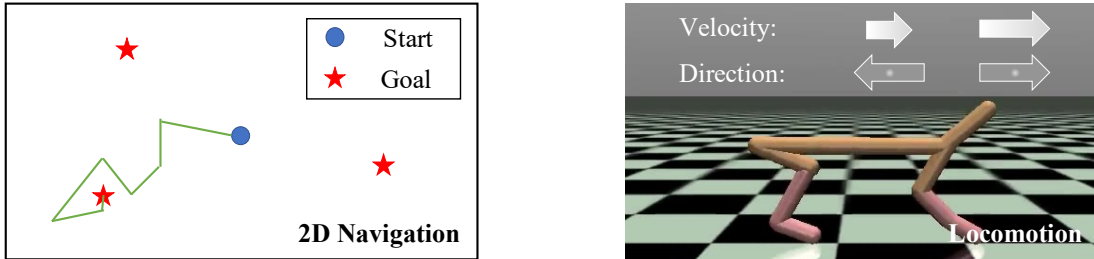 Start
Goal
2D Navigation
Velocity:
Direction:
Locomotion